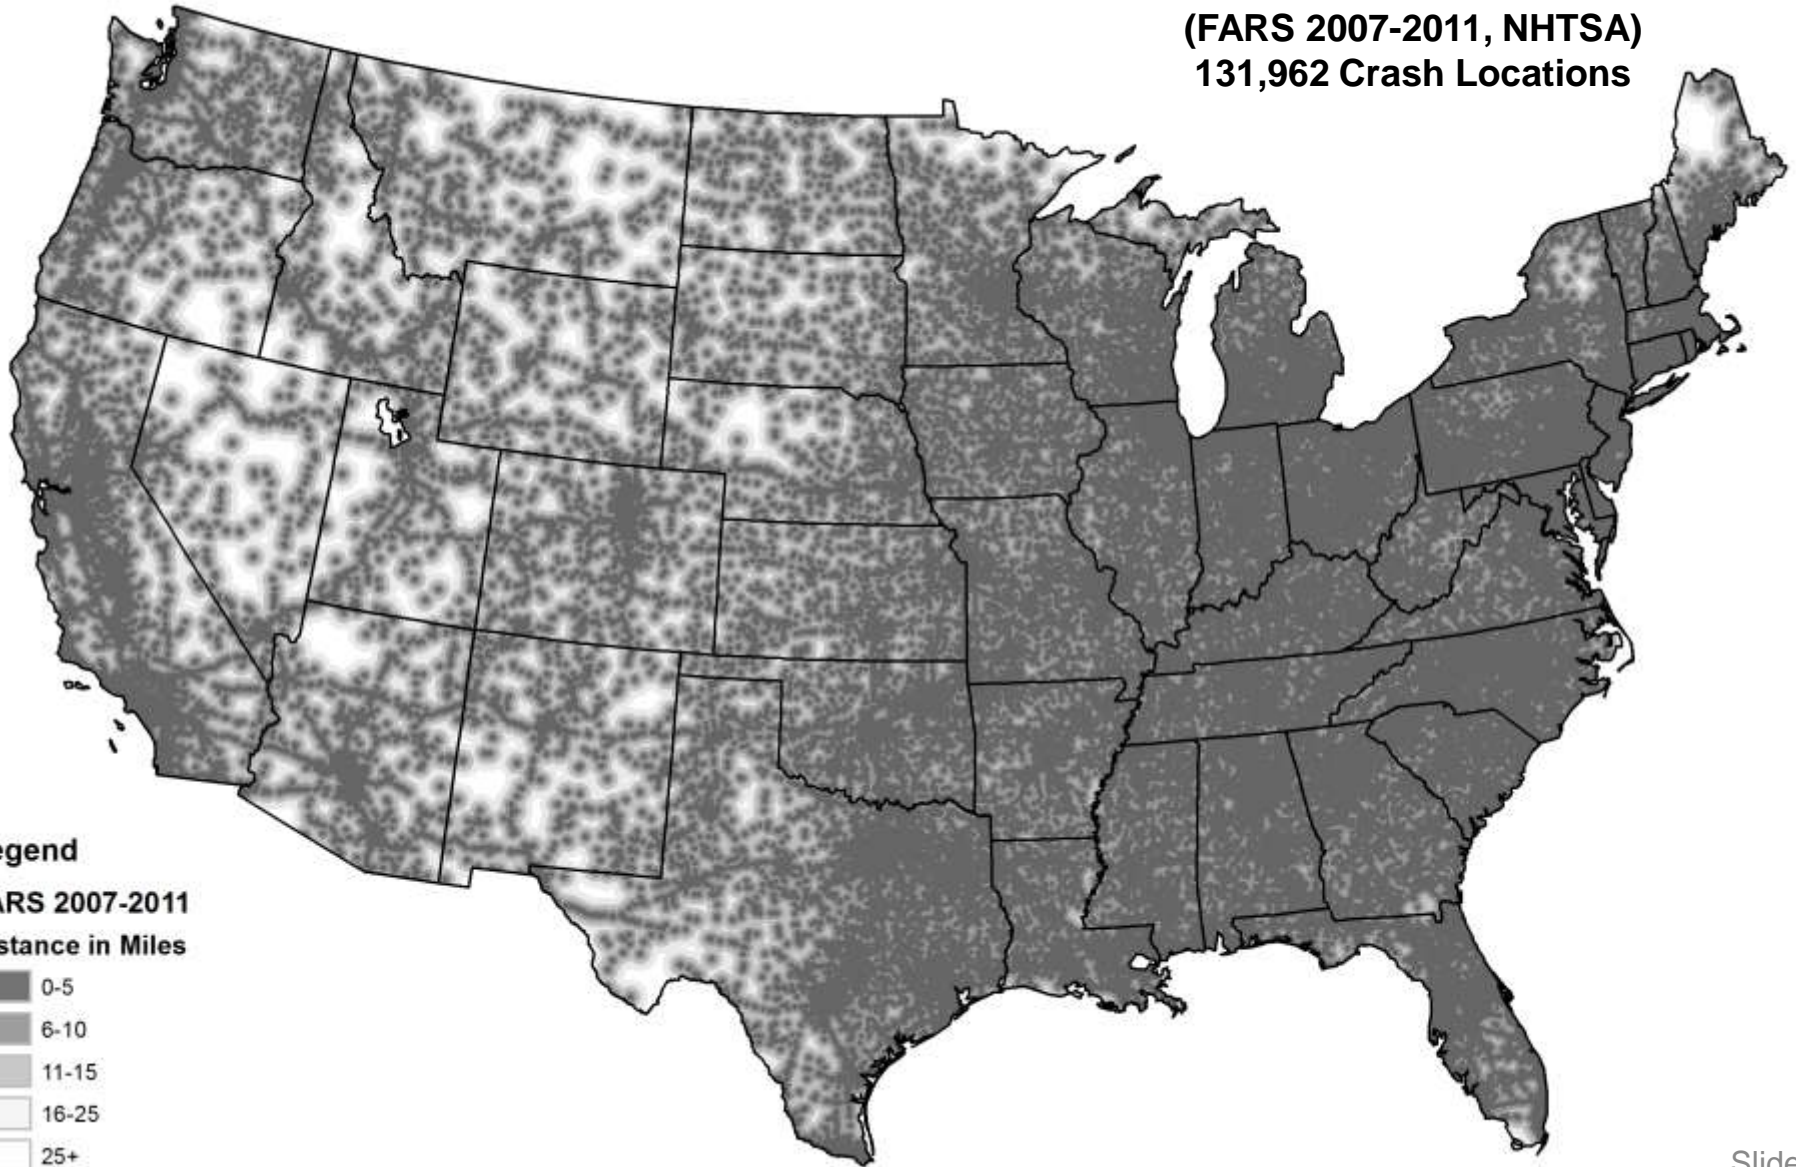 (FARS 2007-2011, NHTSA)
131,962 Crash Locations
egend
ARS 2007-2011
stance in Miles
0-5
6-10
11-15
16-25
25+
Slide